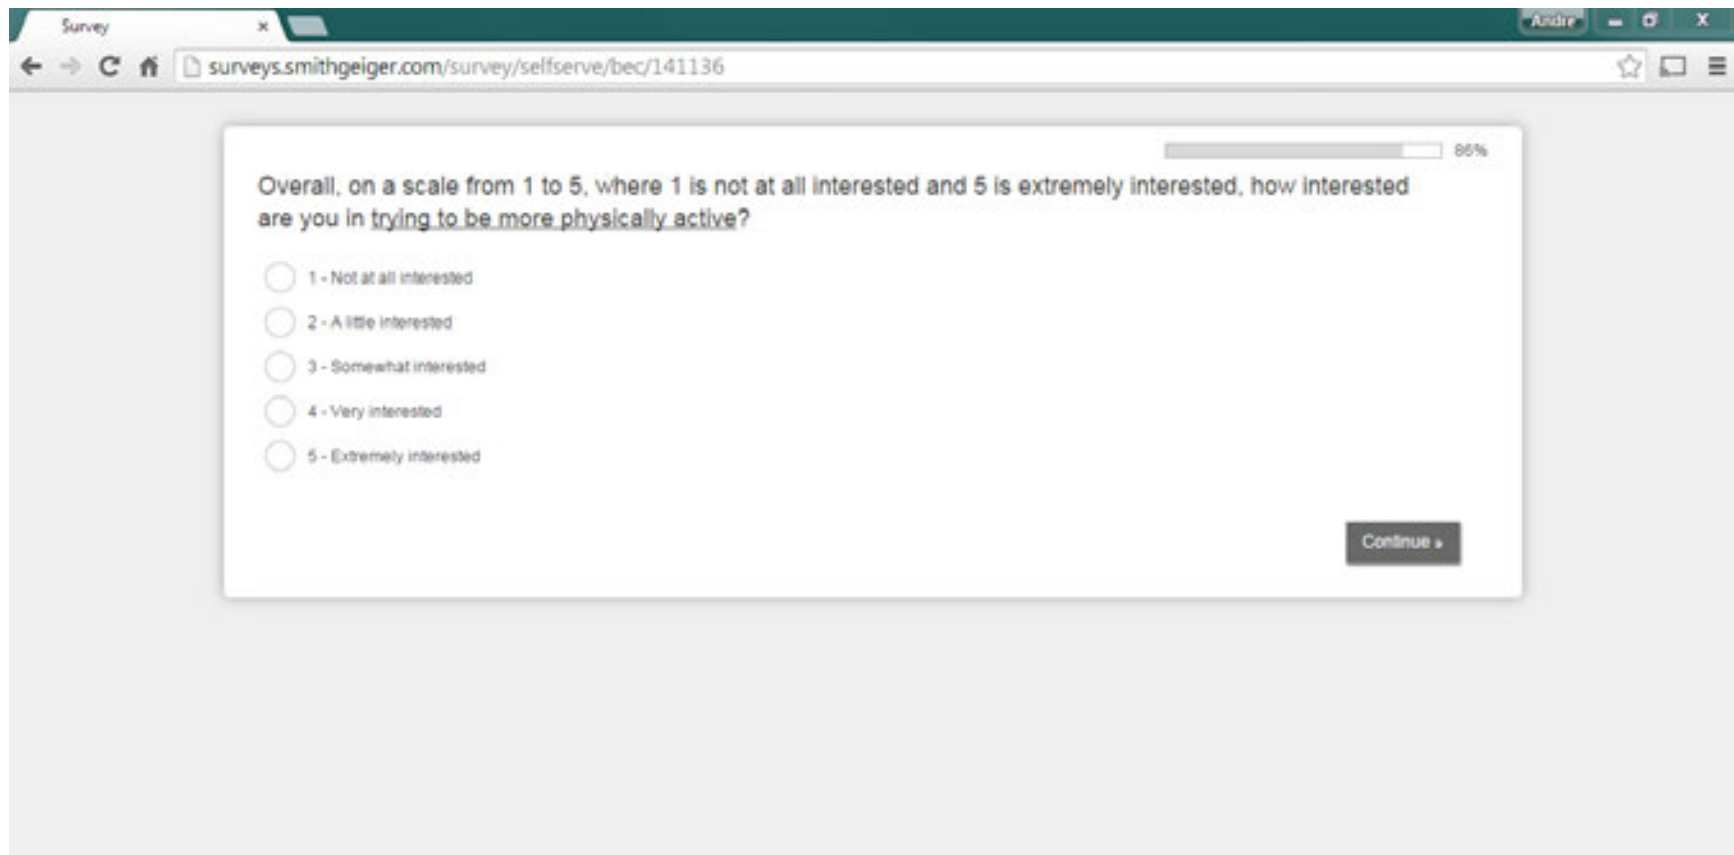 Survey
Andre
surveys.smithgeiger.com/survey/selfserve/bec/141136
86%
Overall, on a scale from 1 to 5, where 1 is not at all interested and 5 is extremely interested, how interested
are you in trying to be more physically active?
1 - Not at all interested
2 - A little interested
3 - Somewhat interested
4 - Very interested
5 - Extremely interested
Continue »